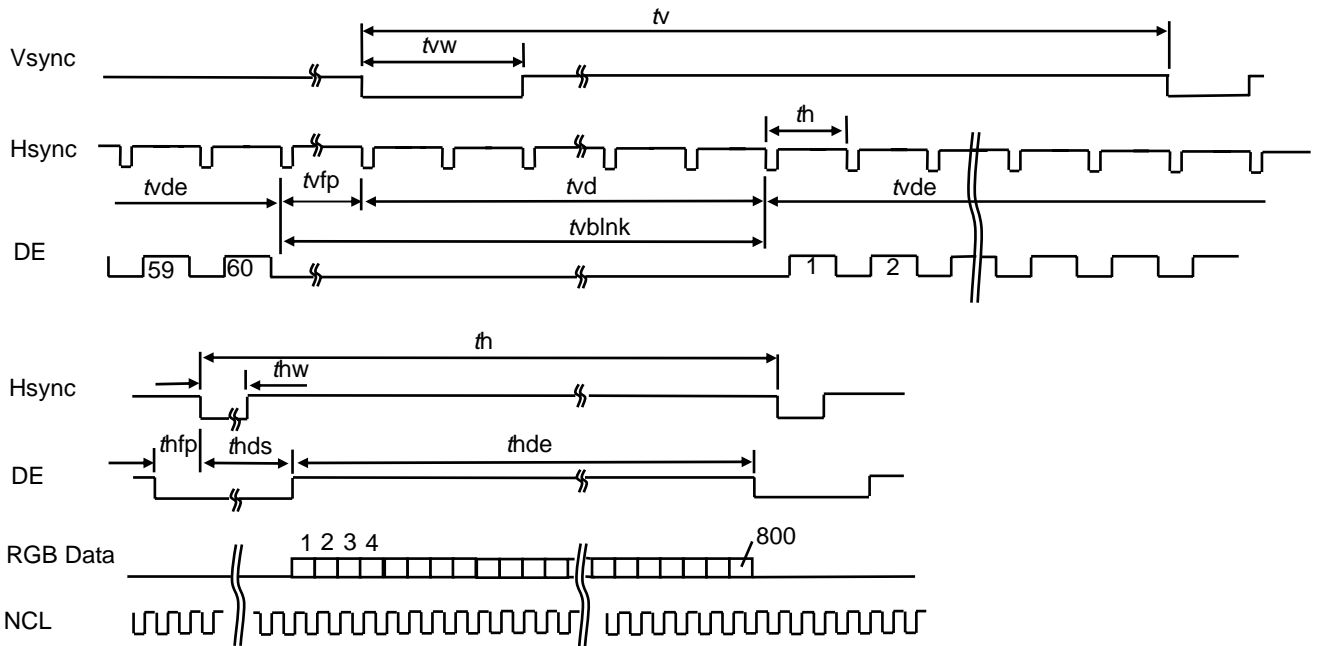 tv
tvw
Vsync
th
Hsync
tvde tvfp tvd tvde
tvblnk
DE
59 60 1 2
th
Hsync thw
thfp thds thde
DE
1 2 3 4 800
RGB Data
NCL